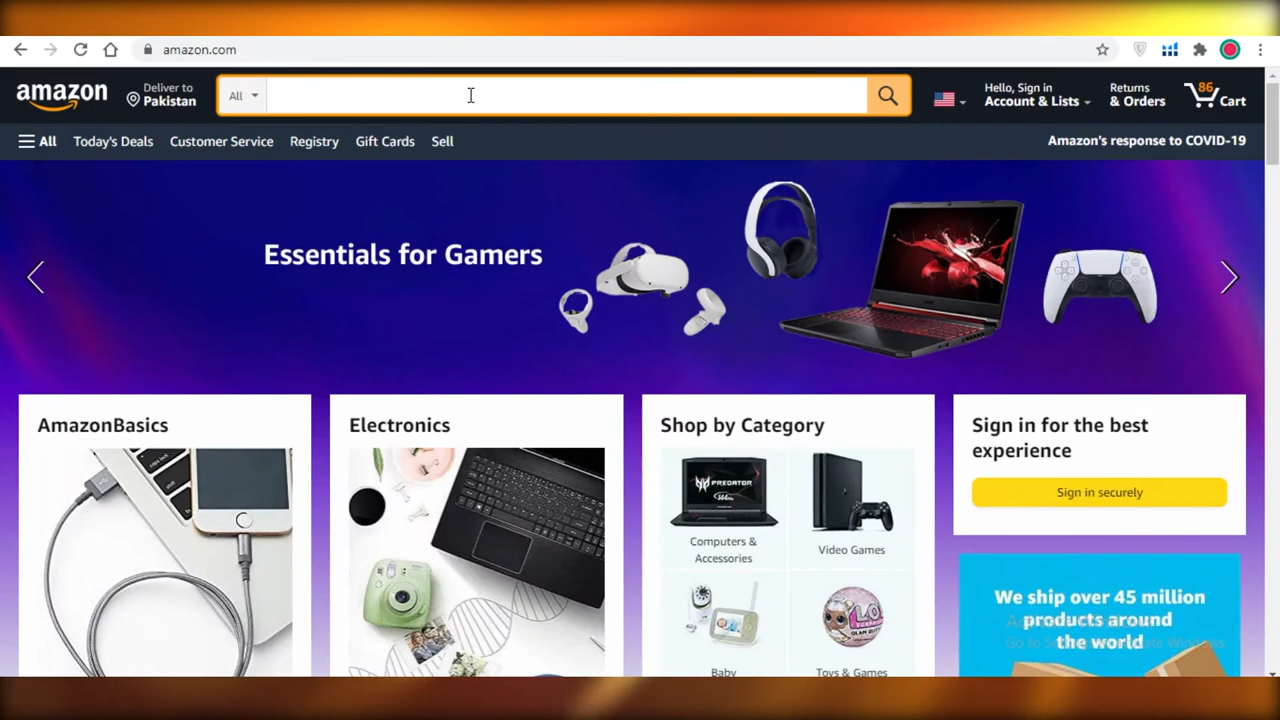 amazon.com
amazon
Deliver to
Pakistan
All
Hello, Sign in
Account & Lists
Returns
& Orders
86
Cart
All
Today's Deals
Customer Service
Registry
Gift Cards
Sell
Amazon's response to COVID-19
Essentials for Gamers
AmazonBasics
Electronics
Shop by Category
Sign in for the best
experience
Sign in securely
PREDATOR
Computers &
Accessories
Video Games
We ship over 45 million
products around
the world
Baby
Toys & Games